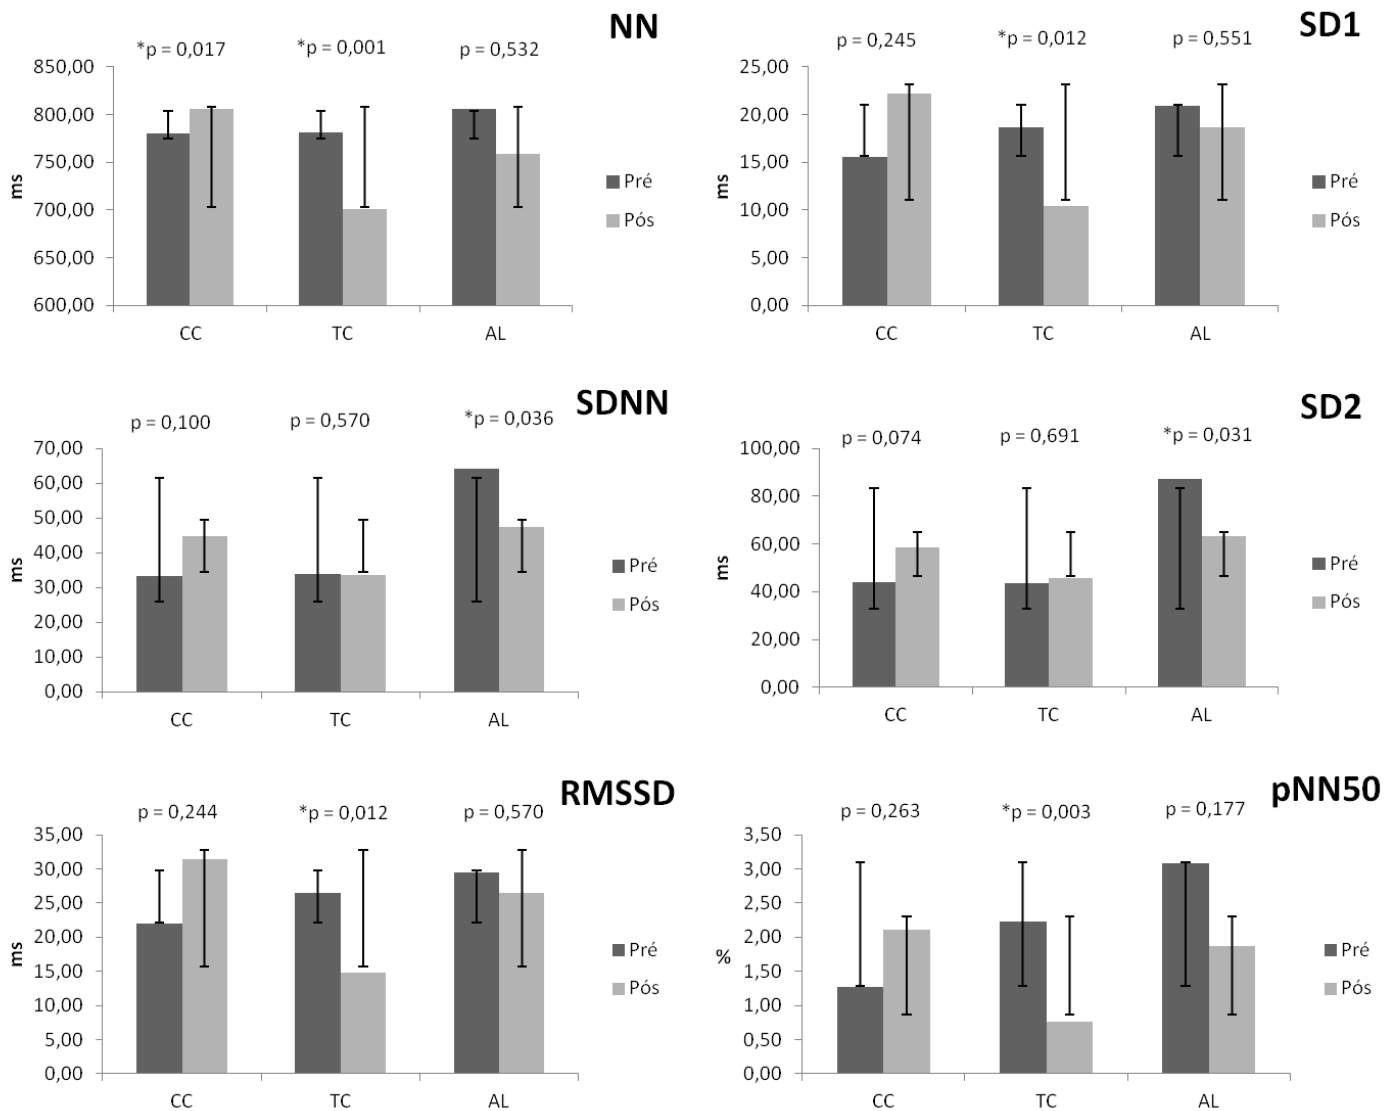 NN
*p = 0,017 *p = 0,001 p = 0,532
850,00
800,00
750,00
700,00
650,00
600,00
ms
CC TC AL
Pré
Pós
SD1
p = 0,245 *p = 0,012 p = 0,551
25,00
20,00
15,00
10,00
5,00
0,00
ms
CC TC AL
Pré
Pós
SDNN
p = 0,100 p = 0,570 *p = 0,036
70,00
60,00
50,00
40,00
30,00
20,00
10,00
0,00
ms
CC TC AL
Pré
Pós
SD2
p = 0,074 p = 0,691 *p = 0,031
100,00
80,00
60,00
40,00
20,00
0,00
ms
CC TC AL
Pré
Pós
RMSSD
p = 0,244 *p = 0,012 p = 0,570
35,00
30,00
25,00
20,00
15,00
10,00
5,00
0,00
ms
CC TC AL
Pré
Pós
pNN50
p = 0,263 *p = 0,003 p = 0,177
3,50
3,00
2,50
2,00
1,50
1,00
0,50
0,00
%
CC TC AL
Pré
Pós